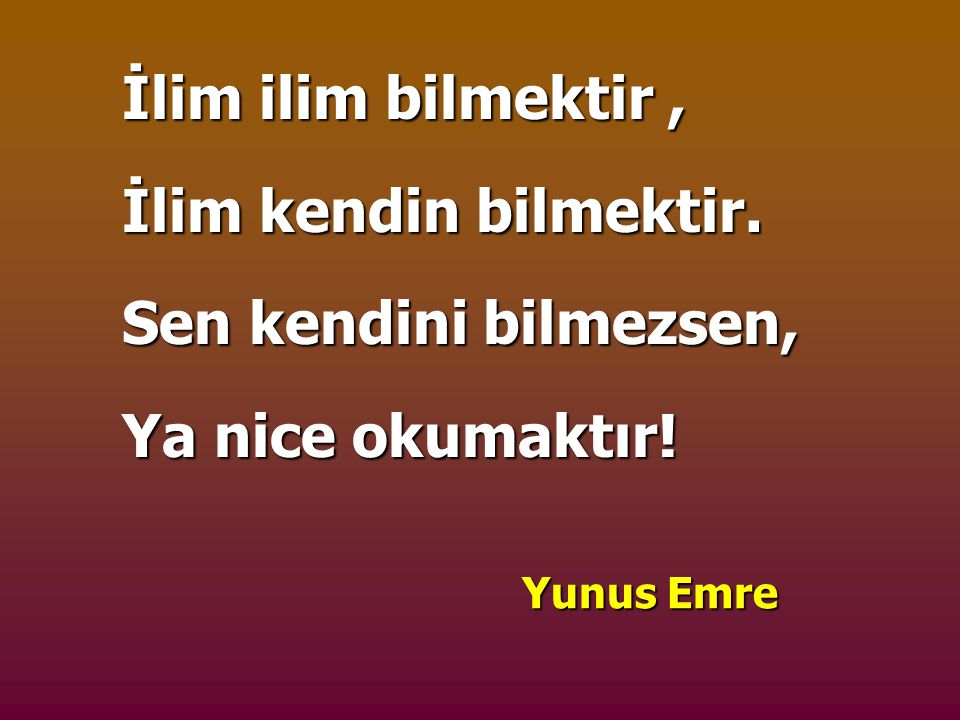 İlim ilim bilmektir ,
İlim kendin bilmektir.
Sen kendini bilmezsen,
Ya nice okumaktır!
Yunus Emre